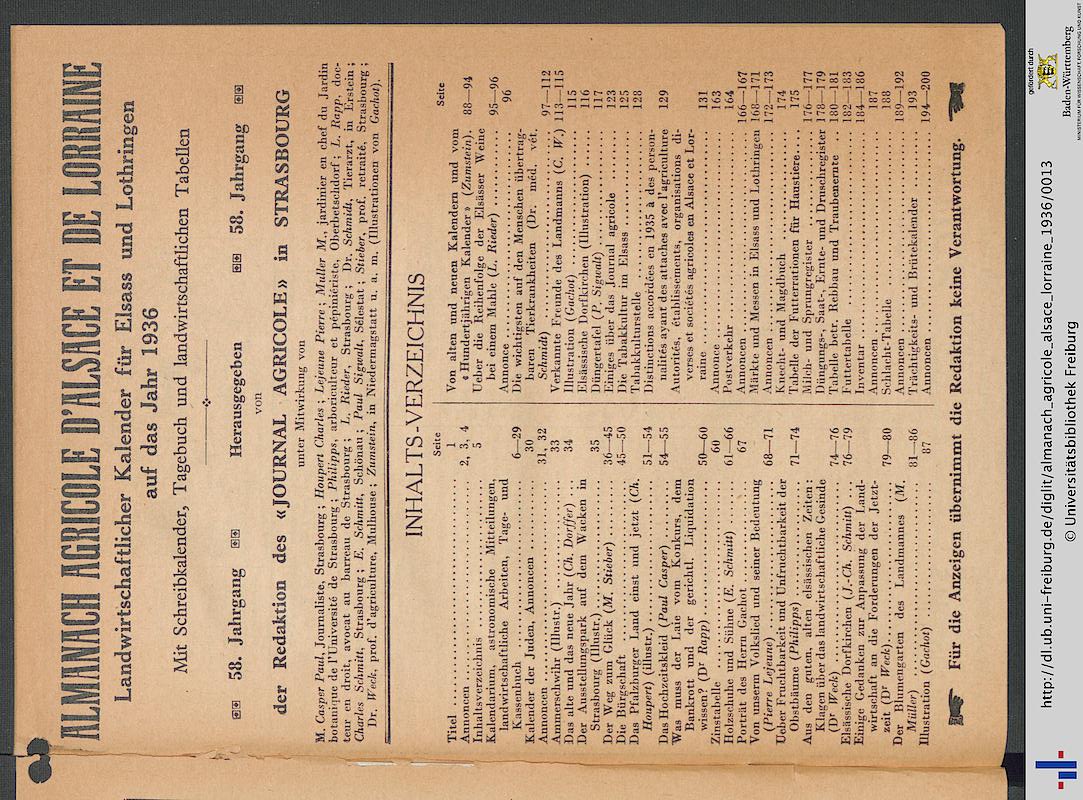 ALMANACH AGRICOLE D'ALSACE ET DE LORRAINE
Landwirtschaftlicher Kalender für Elsass und Lothringen
auf das Jahr 1936
Mit Schreibkalender, Tagebuch und landwirtschaftlichen Tabellen
58. Jahrgang Herausgegeben 58. Jahrgang
von
der Redaktion des «JOURNAL AGRICOLE» in STRASBOURG
unter Mitwirkung von
M. Casper Paul, Journaliste, Strasbourg; Houpert Charles; Lejeune Pierre; Muller M., jardinier en chef du Jardin
botanique de l'Université de Strasbourg; Philipps, arboriculteur et pépiniériste, Oberbetschdorf; L. Rapp, doc-
teur en droit, avocat au barreau de Strasbourg; L. Rieder, Strasbourg; Dr. Schmidt, Tierarzt, in Erstein;
Charles Schmitt, Strasbourg; E. Schmitt, Schönau; Paul Sigwalt, Sélestat; Stieber, prof. retraité, Strasbourg;
Dr. Weck, prof. d'agriculture, Mulhouse; Zumstein, in Niedermagstatt u. a. m. (Illustrationen von Gachot).
INHALTS-VERZEICHNIS
Seite
Titel 1
Annoncen 2, 3, 4
Inhaltsverzeichnis 5
Kalendarium, astronomische Mitteilungen,
landwirtschaftliche Arbeiten, Tage- und
Kassenbuch 6—29
Kalender der Juden, Annoncen 30
Annoncen 31, 32
Ammerschwihr (Illustr.) 33
Das alte und das neue Jahr (Ch. Dorffer) 34
Der Ausstellungspark auf dem Wacken in
Strasbourg (Illustr.) 35
Der Weg zum Glück (M. Stieber) 36—45
Die Bürgschaft 45—50
Das Pfalzburger Land einst und jetzt (Ch.
Houpert) (illustr.) 51—54
Das Hochzeitskleid (Paul Casper) 54—55
Was muss der Laie vom Konkurs, dem
Bankrott und der gerichtl. Liquidation
wissen? (Dr Rapp) 50—60
Zinstabelle 60
Holzschuhe und Sühne (E. Schmitt) 61—66
Porträt des Herrn Gachot 67
Von unserm Volkslied und seiner Bedeutung
(Pierre Lejeune) 68—71
Ueber Fruchtbarkeit und Unfruchtbarkeit der
Obstbäume (Philipps) 71—74
Aus den guten, alten elsässischen Zeiten;
Klagen über das landwirtschaftliche Gesinde
(Dr Weck) 74—76
Elsässische Dorfkirchen (J.-Ch. Schmitt) 76—79
Einige Gedanken zur Anpassung der Land-
wirtschaft an die Forderungen der Jetzt-
zeit (Dr Weck) 79—80
Der Blumengarten des Landmannes (M.
Müller) 81—86
Illustration (Gachot) 87
Seite
Von alten und neuen Kalendern und vom
«Hundertjährigen Kalender» (Zumstein). 88—94
Ueber die Reihenfolge der Elsässer Weine
bei einem Mahle (L. Rieder) 95—96
Annonce 96
Die wichtigsten auf den Menschen übertrag-
baren Tierkrankheiten (Dr. méd. vét.
Schmidt) 97—112
Verkannte Freunde des Landmanns (C. W.) 113—115
Illustration (Gachot) 115
Elsässische Dorfkirchen (Illustration) 116
Düngertafel (P. Sigwalt) 117
Einiges über das Journal agricole 123
Die Tabakkultur im Elsass 125
Tabakkulturstelle 128
Distinctions accordées en 1935 à des person-
nalités ayant des attaches avec l'agriculture 129
Autorités, établissements, organisations di-
verses et sociétés agricoles en Alsace et Lor-
raine 131
Annonce 163
Postverkehr 164
Annoncen 166—167
Märkte und Messen in Elsass und Lothringen 168—171
Annoncen 172—173
Knecht- und Magdbuch 174
Tabelle der Futterrationen für Haustiere 175
Milch- und Sprungregister 176—177
Düngungs-, Saat-, Ernte- und Druschregister 178—179
Tabelle betr. Rebbau und Traubenernte 180—181
Futtertabelle 182—183
Inventar 184—186
Annoncen 187
Schlacht-Tabelle 188
Annoncen 189—192
Trächtigkeits- und Brütekalender 193
Annoncen 194—200
Für die Anzeigen übernimmt die Redaktion keine Verantwortung.
http://dl.ub.uni-freiburg.de/diglit/almanach_agricole_alsace_lorraine_1936/0013
© Universitätsbibliothek Freiburg
gefördert durch
Baden-Württemberg
MINISTERIUM FÜR WISSENSCHAFT, FORSCHUNG UND KUNST